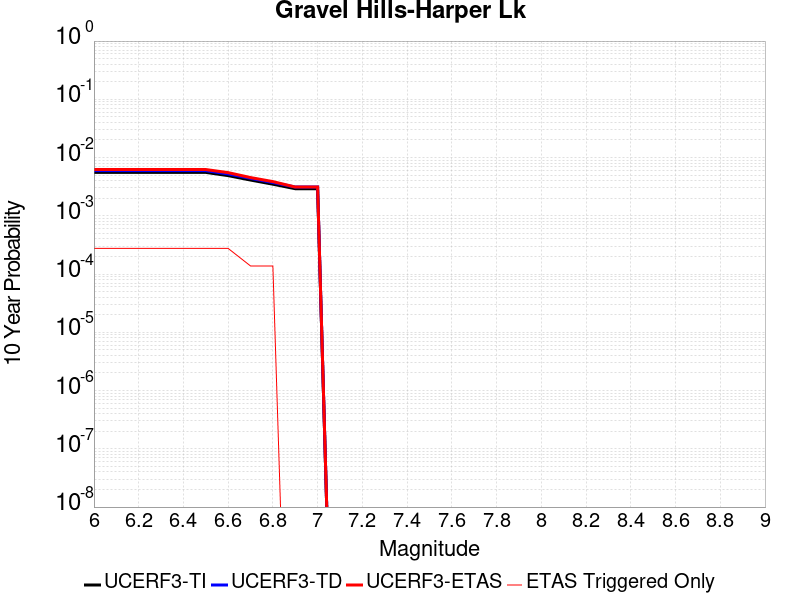 Gravel Hills-Harper Lk
10^0
10^-1
10^-2
10^-3
10^-4
10^-5
10^-6
10^-7
10^-8
10 Year Probability
6 6.2 6.4 6.6 6.8 7 7.2 7.4 7.6 7.8 8 8.2 8.4 8.6 8.8 9
Magnitude
UCERF3-TI UCERF3-TD UCERF3-ETAS ETAS Triggered Only